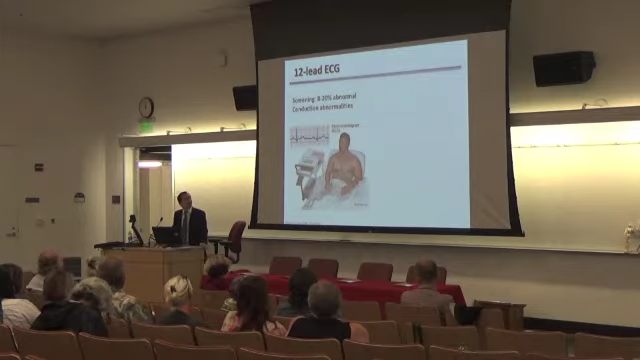 12-lead ECG
Screening: 8-20% abnormal
Conduction abnormalities